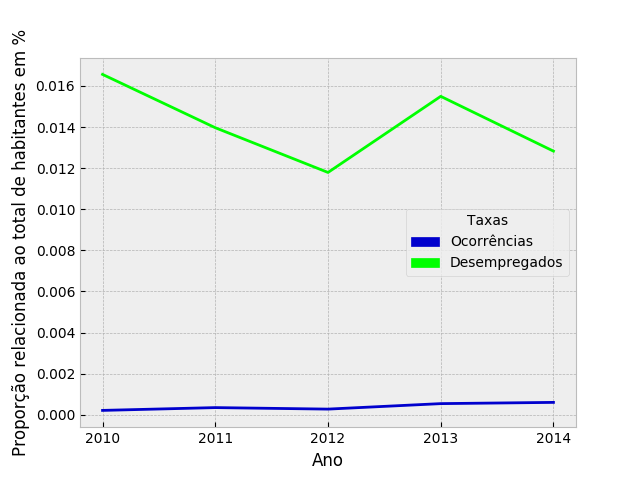 Proporção relacionada ao total de habitantes em %
0.016
0.014
0.012
0.010
0.008
0.006
0.004
0.002
0.000
Taxas
Ocorrências
Desempregados
2010 2011 2012 2013 2014
Ano